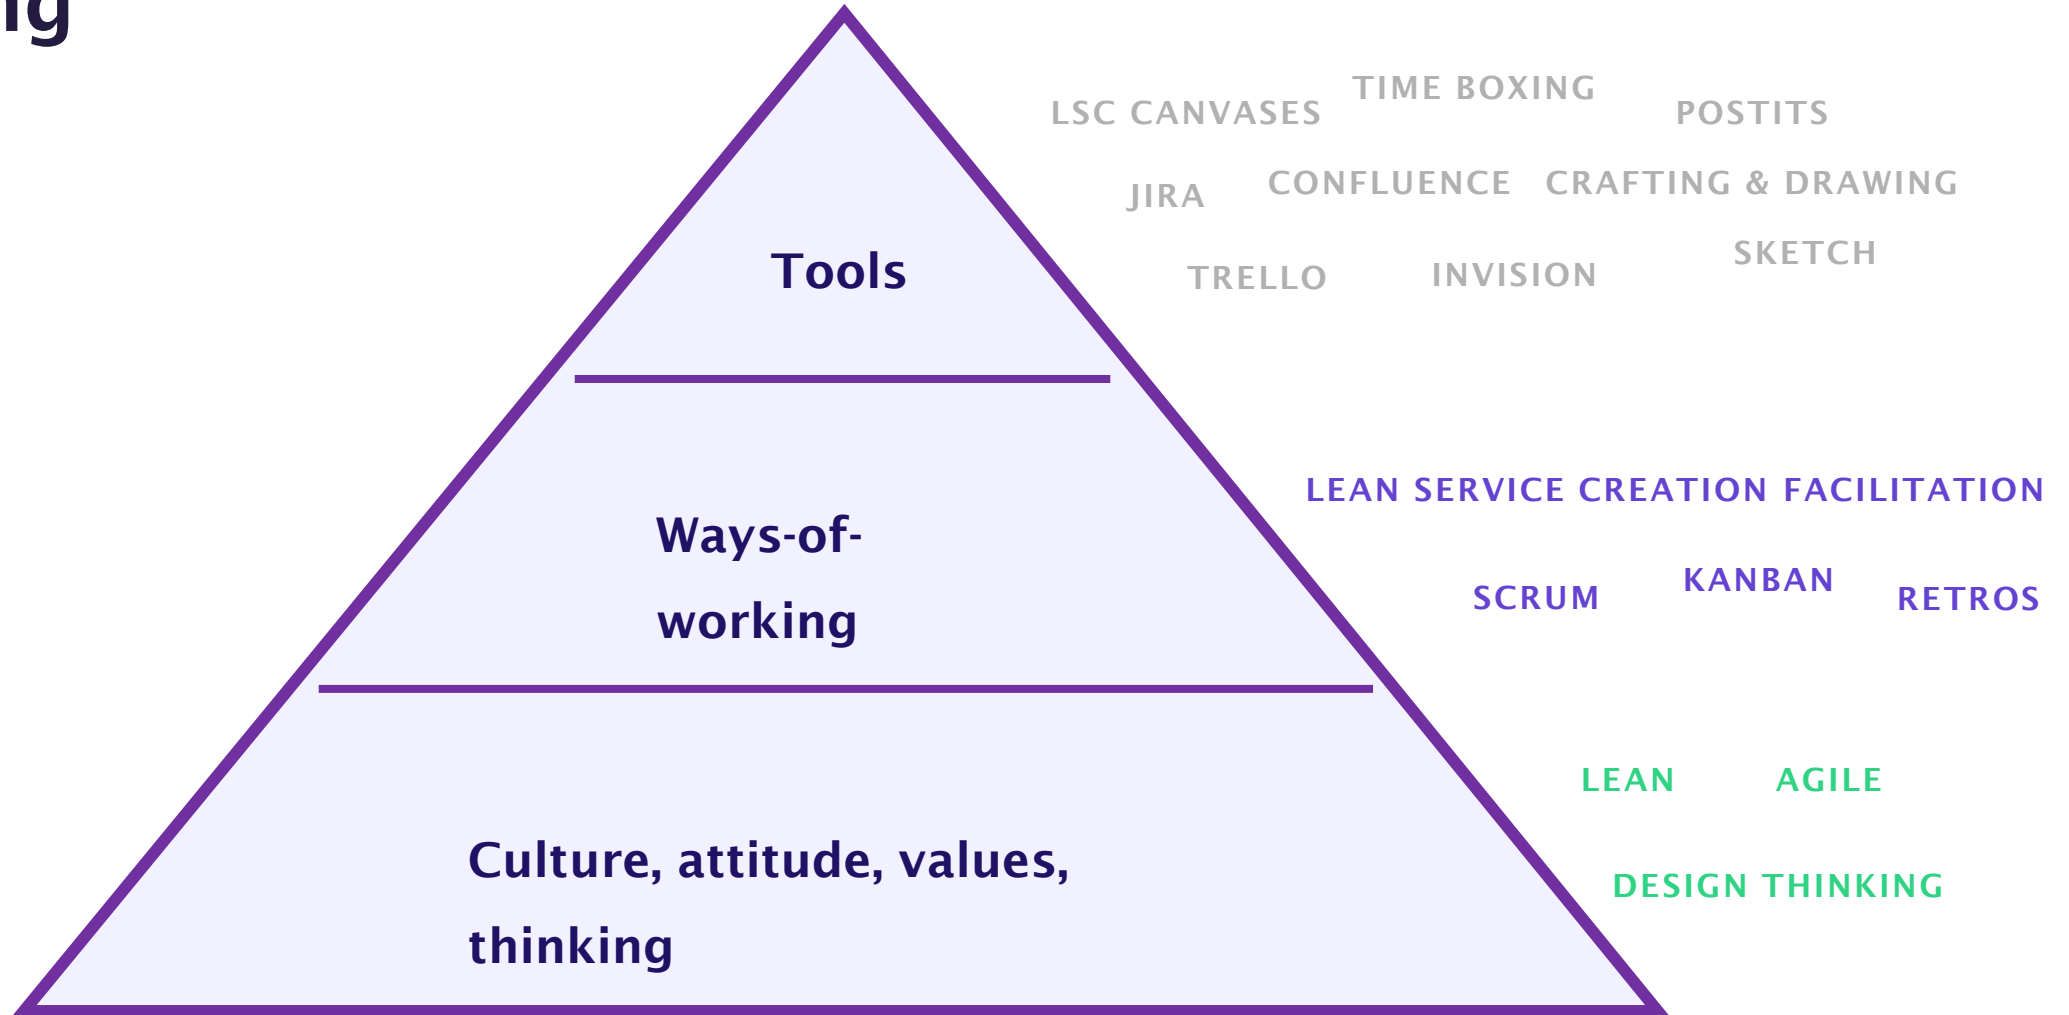 ng
TIME BOXING
LSC CANVASES
POSTITS
JIRA
CONFLUENCE
CRAFTING & DRAWING
TRELLO
INVISION
SKETCH
Tools
LEAN SERVICE CREATION FACILITATION
SCRUM
KANBAN
RETROS
Ways-of-
working
LEAN
AGILE
DESIGN THINKING
Culture, attitude, values,
thinking